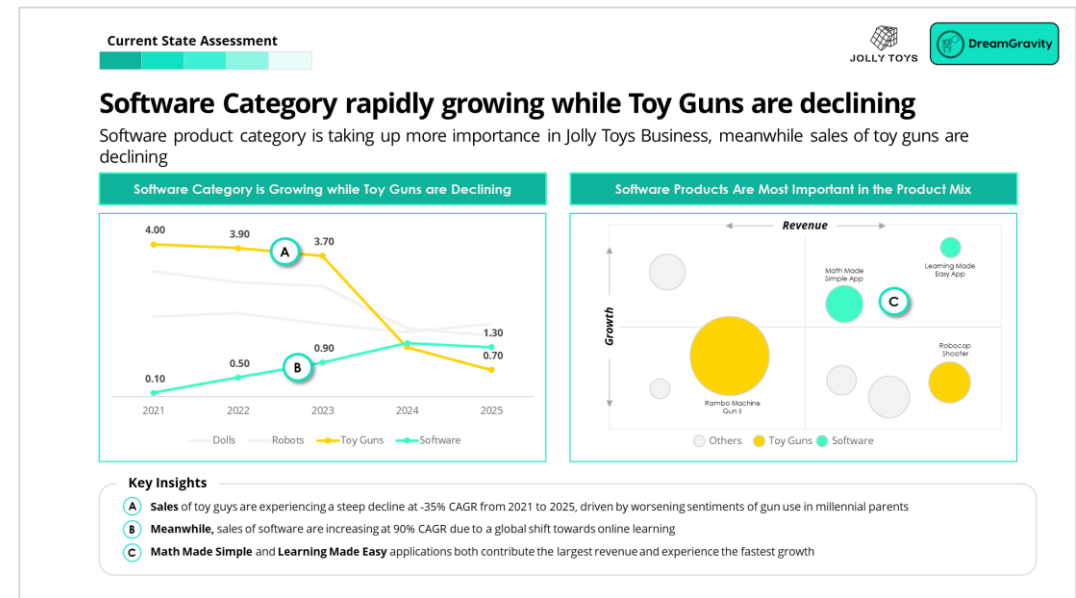 Current State Assessment
JOLLY TOYS
DreamGravity
Software Category rapidly growing while Toy Guns are declining
Software product category is taking up more importance in Jolly Toys Business, meanwhile sales of toy guns are
declining
Software Category is Growing while Toy Guns are Declining
4.00
3.90
A
3.70
0.10
0.50
B
0.90
1.30
0.70
2021
2022
2023
2024
2025
Dolls
Robots
Toy Guns
Software
Software Products Are Most Important in the Product Mix
Revenue
Growth
Math Made
Simple App
Learning Made
Easy App
C
Rambo Machine
Gun II
Robocap
Shooter
Others
Toy Guns
Software
Key Insights
A Sales of toy guys are experiencing a steep decline at -35% CAGR from 2021 to 2025, driven by worsening sentiments of gun use in millennial parents
B Meanwhile, sales of software are increasing at 90% CAGR due to a global shift towards online learning
C Math Made Simple and Learning Made Easy applications both contribute the largest revenue and experience the fastest growth